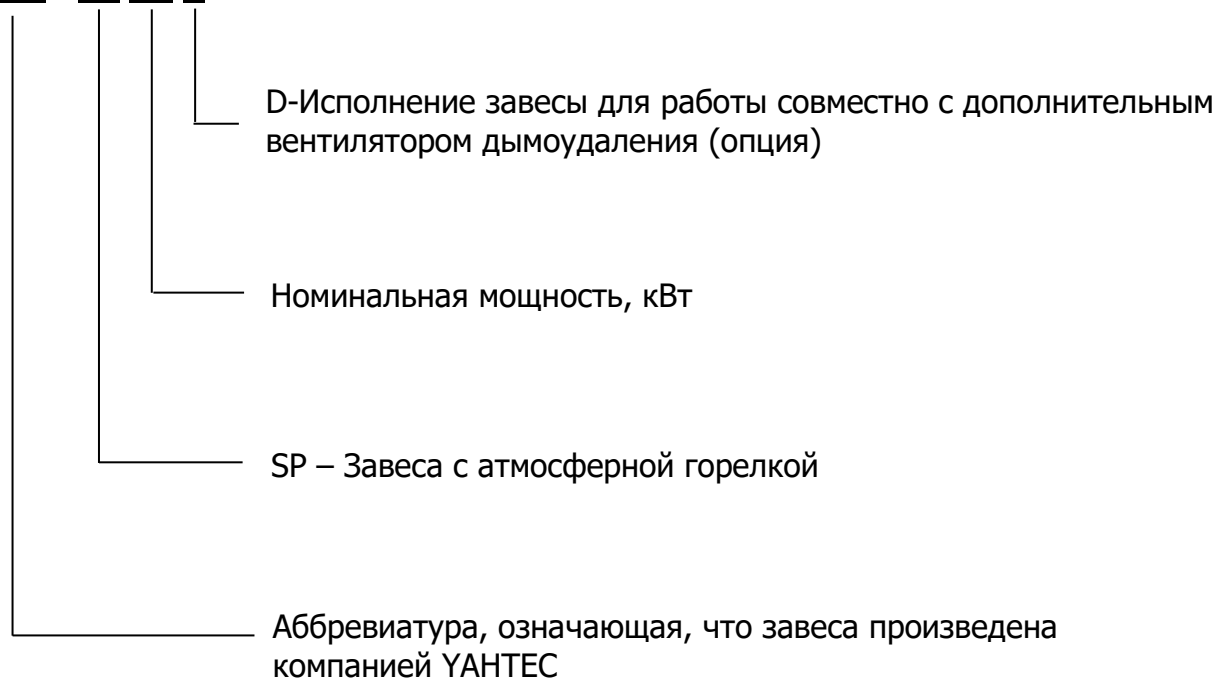 D-Исполнение завесы для работы совместно с дополнительным
вентилятором дымоудаления (опция)
Номинальная мощность, кВт
SP – Завеса с атмосферной горелкой
Аббревиатура, означающая, что завеса произведена
компанией YAHTEC